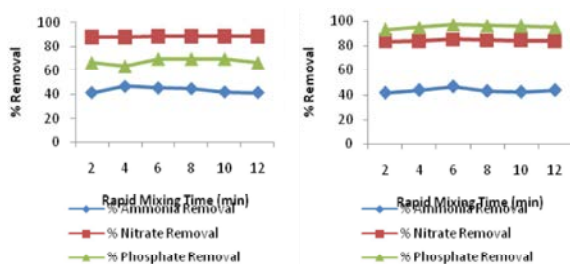 100
80
60
40
20
0
% Removal
2 4 6 8 10 12
Rapid Mixing Time (min)
% Ammonia Removal
% Nitrate Removal
% Phosphate Removal
100
80
60
40
20
0
% Removal
2 4 6 8 10 12
Rapid Mixing Time (min)
% Ammonia Removal
% Nitrate Removal
% Phosphate Removal